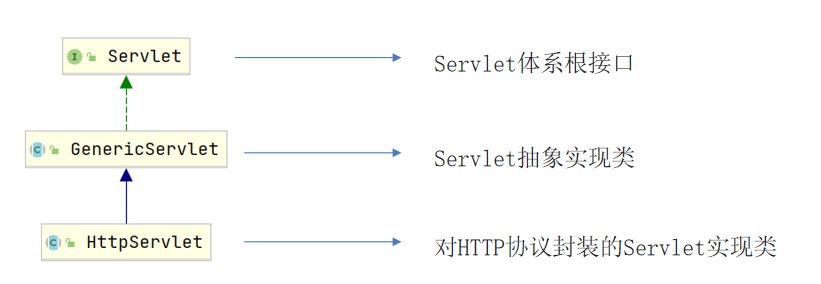 I Servlet
Servlet体系根接口
C GenericServlet
Servlet抽象实现类
C HttpServlet
对HTTP协议封装的Servlet实现类